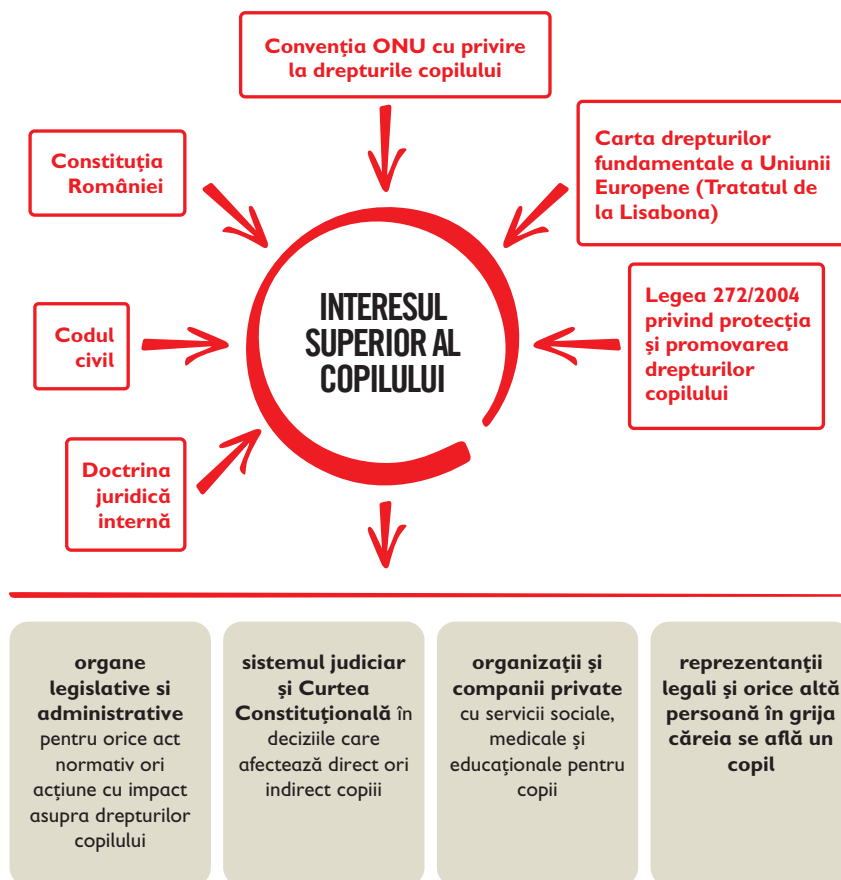 Convenția ONU cu privire
la drepturile copilului
Constituția
României
Carta drepturilor
fundamentale a Uniunii
Europene (Tratatul de
la Lisabona)
Codul
civil
INTERESUL
SUPERIOR AL
COPILULUI
Legea 272/2004
privind protecția
și promovarea
drepturilor
copilului
Doctrina
juridică
internă
organe
legislative si
administrative
pentru orice act
normativ ori
acțiune cu impact
asupra drepturilor
copilului
sistemul judiciar
și Curtea
Constituțională în
deciziile care
afectează direct ori
indirect copiii
organizații și
companii private
cu servicii sociale,
medicale și
educaționale pentru
copii
reprezentanții
legali și orice altă
persoană în grija
căreia se află un
copil